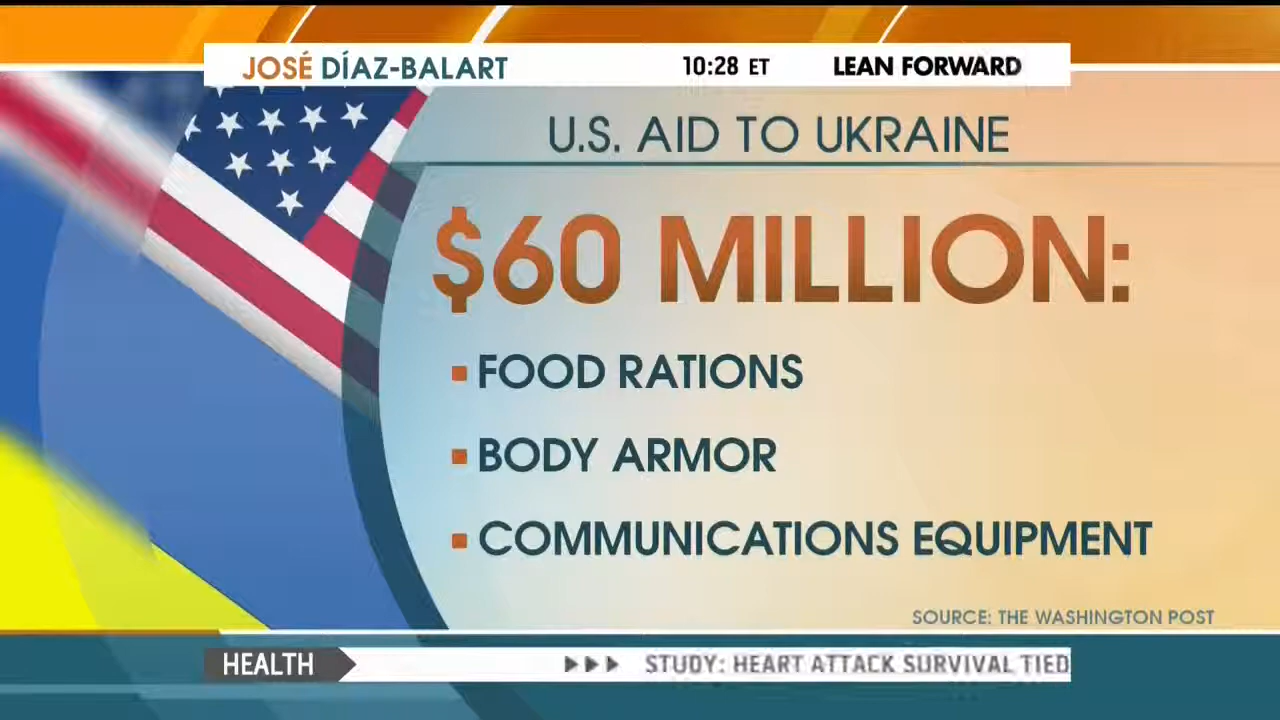 JOSÉ DÍAZ-BALART 10:28 ET LEAN FORWARD
U.S. AID TO UKRAINE
$60 MILLION:
FOOD RATIONS
BODY ARMOR
COMMUNICATIONS EQUIPMENT
SOURCE: THE WASHINGTON POST
HEALTH STUDY: HEART ATTACK SURVIVAL TIED